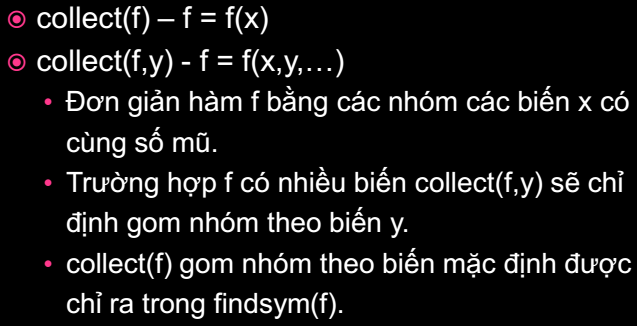 collect(f) – f = f(x)
collect(f,y) - f = f(x,y,…)
Đơn giản hàm f bằng các nhóm các biến x có
cùng số mũ.
Trường hợp f có nhiều biến collect(f,y) sẽ chỉ
định gom nhóm theo biến y.
collect(f) gom nhóm theo biến mặc định được
chỉ ra trong findsym(f).